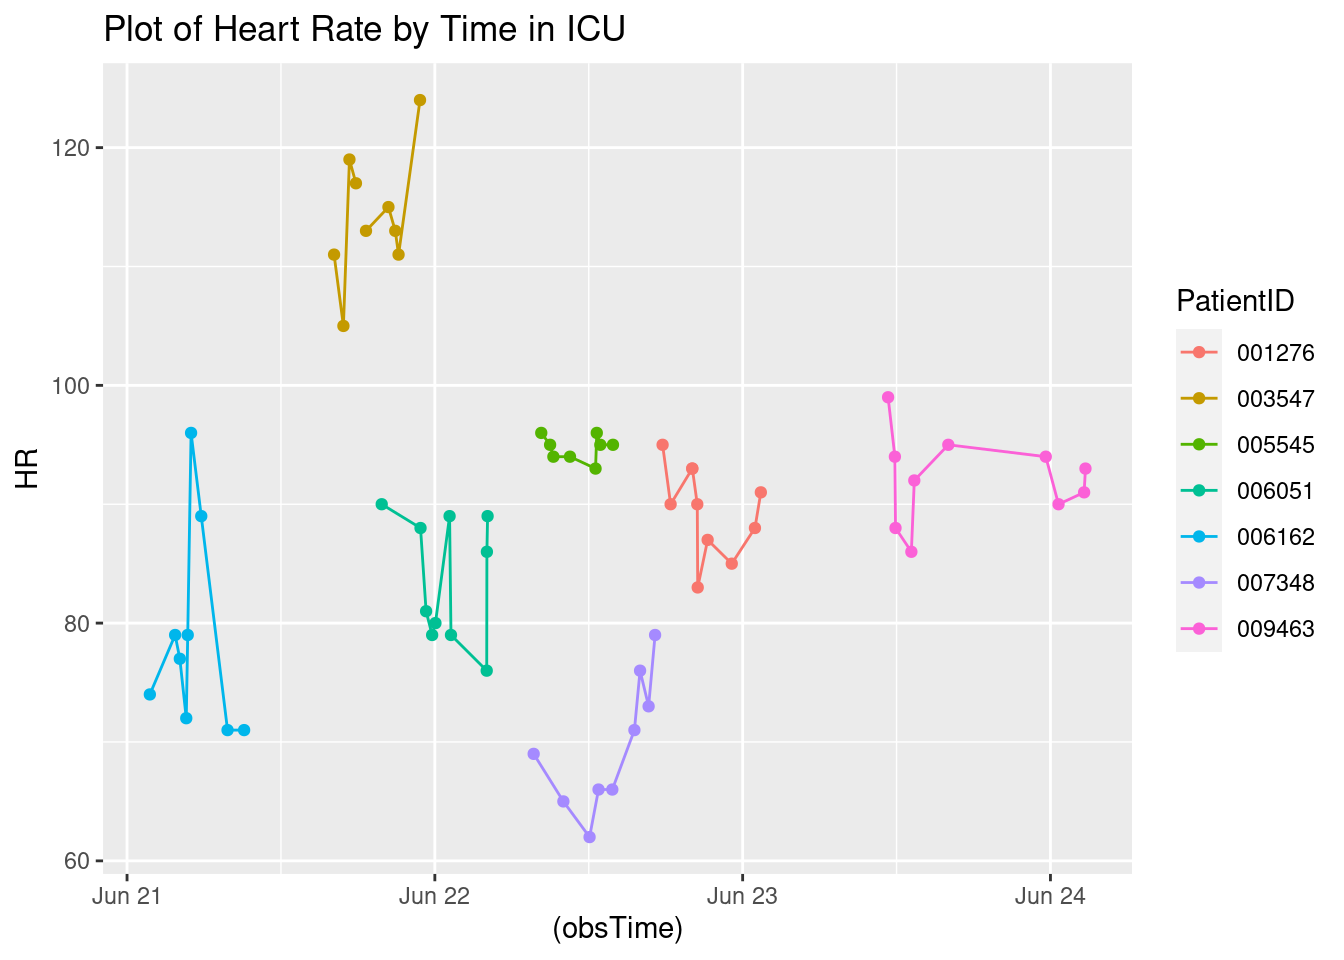 Plot of Heart Rate by Time in ICU
HR
120
100
80
60
Jun 21
Jun 22
Jun 23
Jun 24
(obsTime)
PatientID
001276
003547
005545
006051
006162
007348
009463